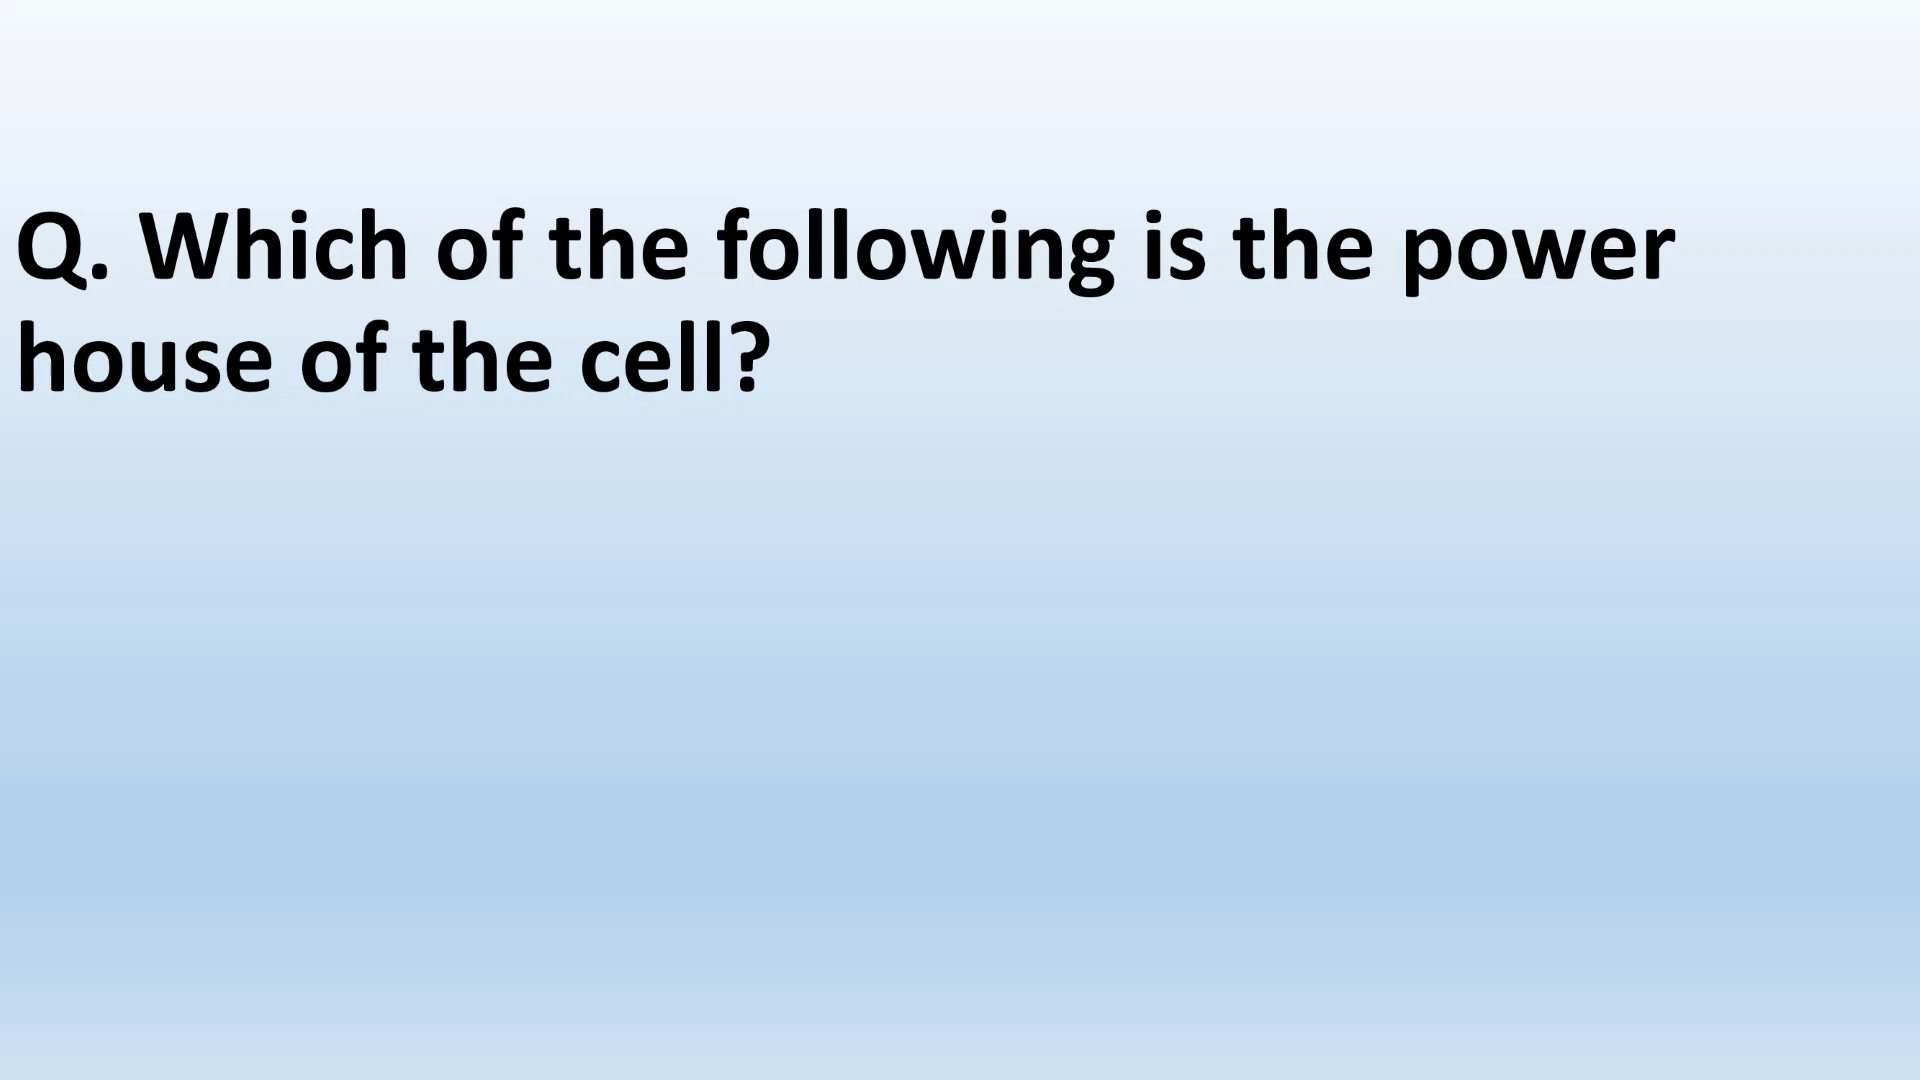 Q. Which of the following is the power
house of the cell?